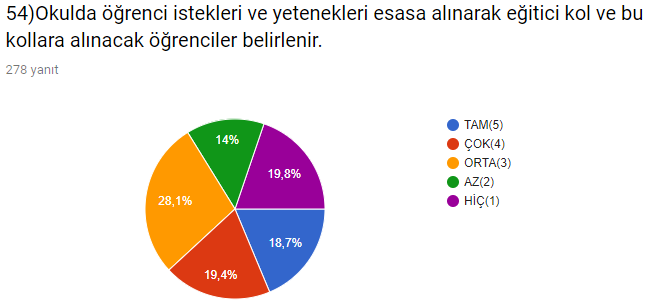 54)Okulda öğrenci istekleri ve yetenekleri esasa alınarak eğitici kol ve bu
kollara alınacak öğrenciler belirlenir.
278 yanıt
TAM(5)
ÇOK(4)
ORTA(3)
AZ(2)
HİÇ(1)
14%
19,8%
28,1%
18,7%
19,4%